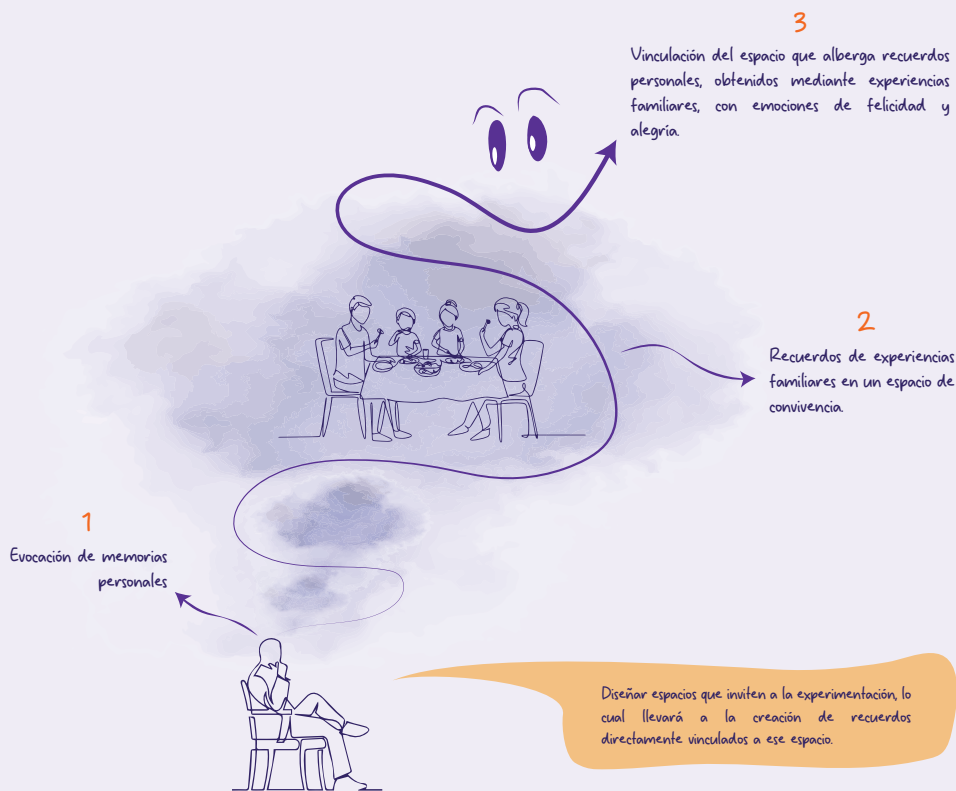 3
Vinculación del espacio que alberga recuerdos
personales, obtenidos mediante experiencias
familiares, con emociones de felicidad y
alegría.
2
Recuerdos de experiencias
familiares en un espacio de
convivencia.
1
Evocación de memorias
personales
Diseñar espacios que inviten a la experimentación, lo
cual llevará a la creación de recuerdos
directamente vinculados a ese espacio.